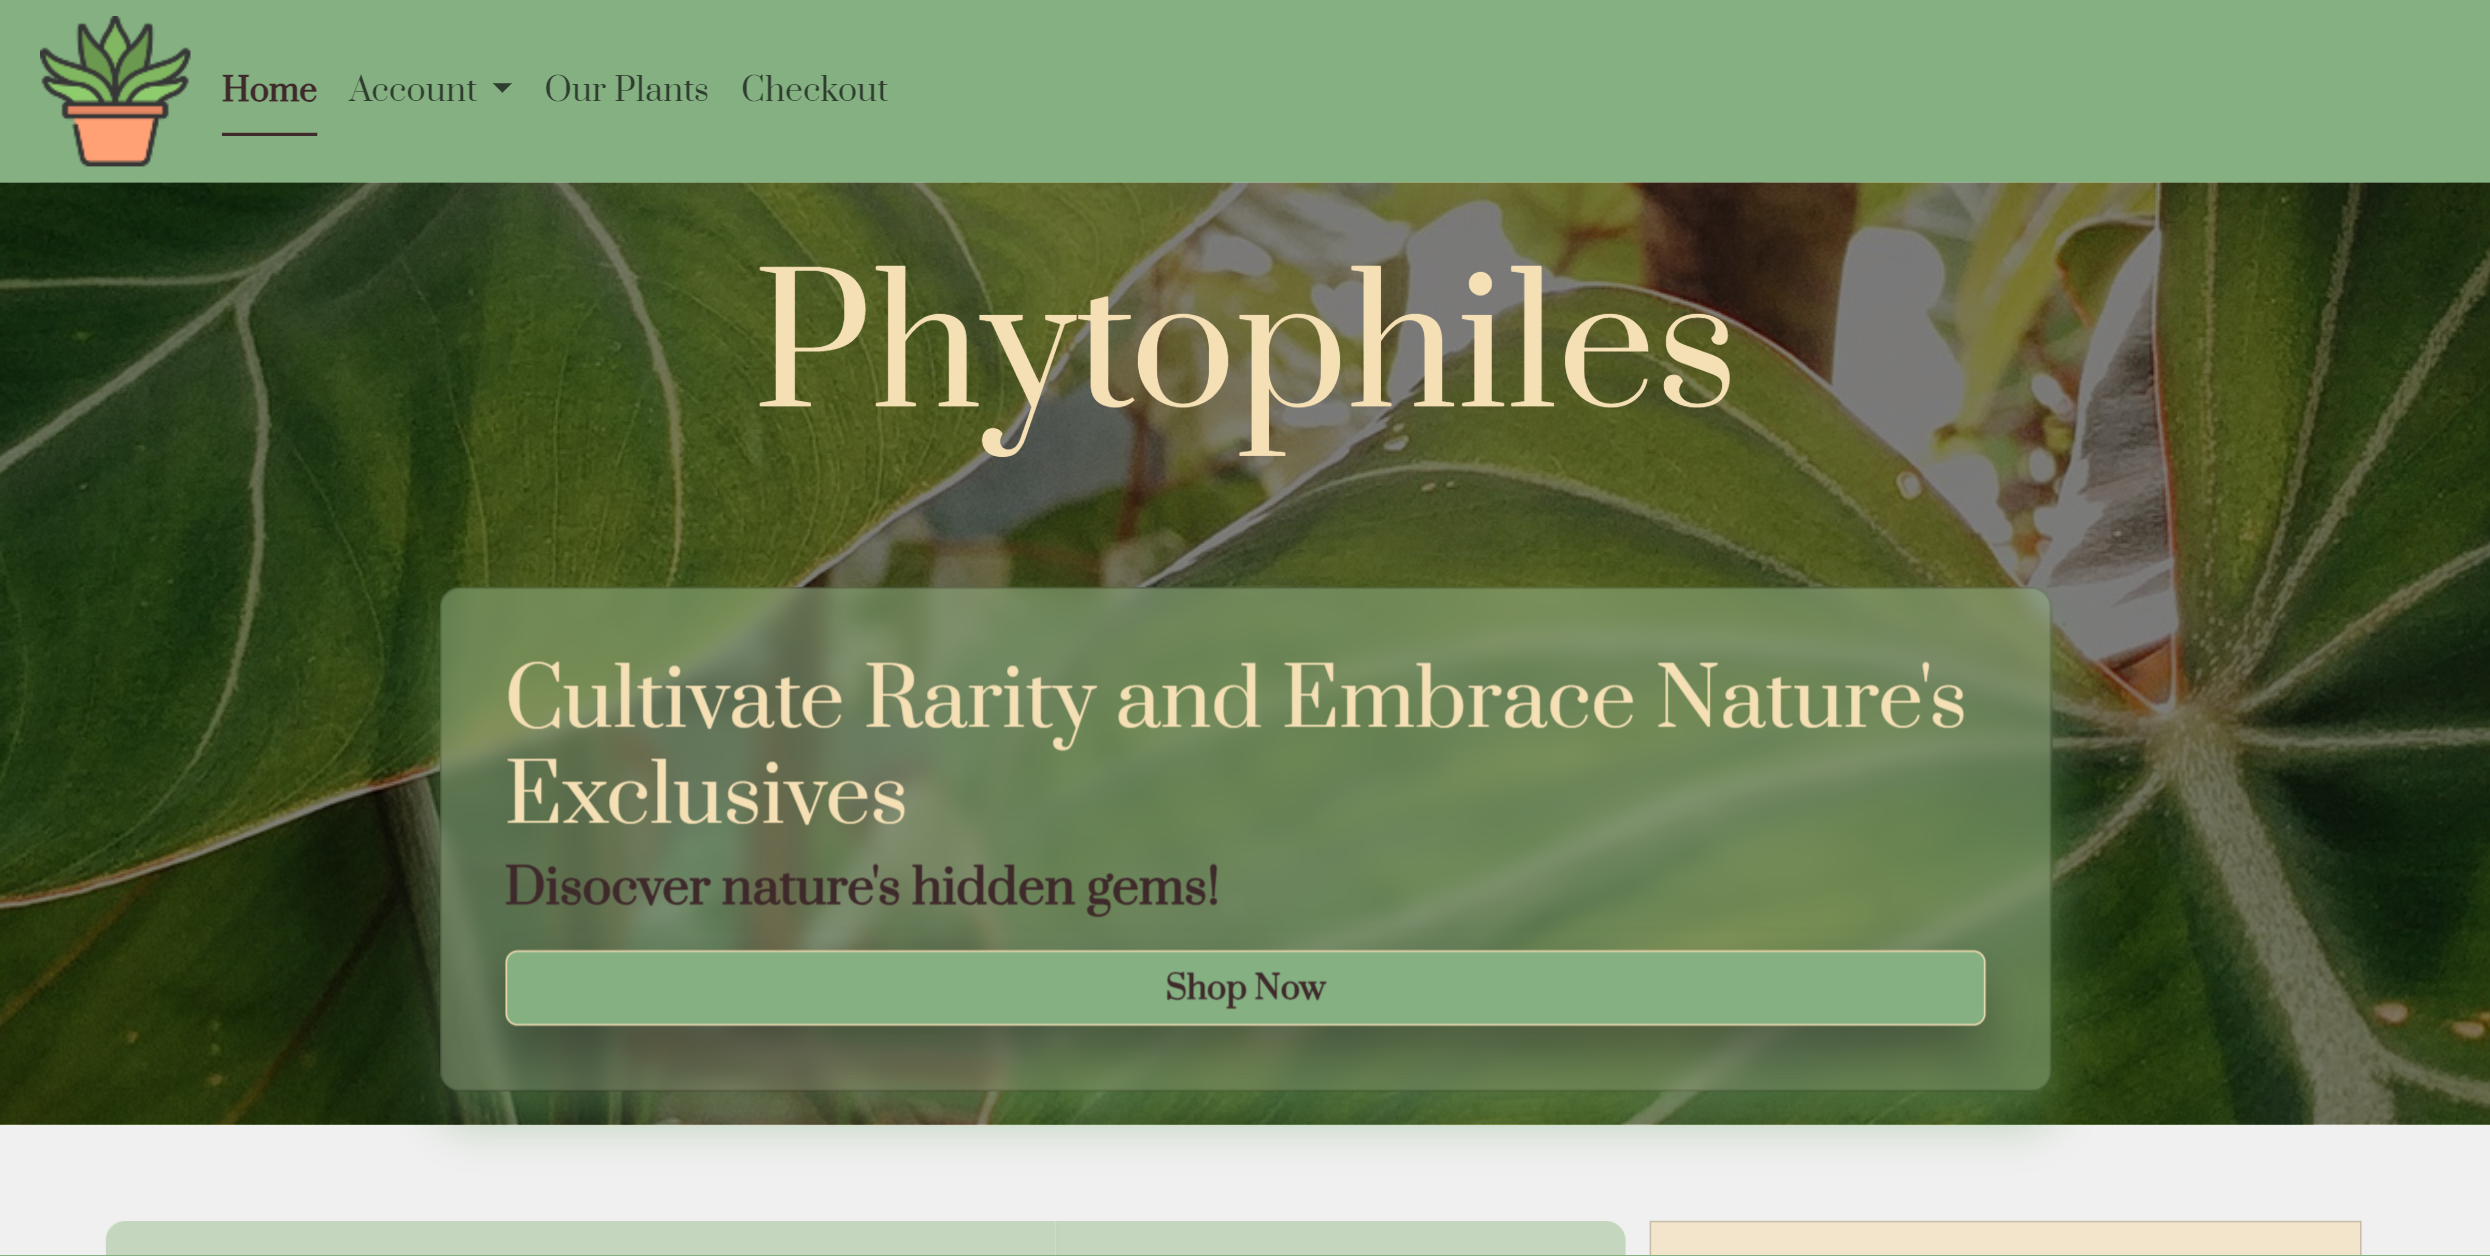 Home Account Our Plants Checkout
Phytophiles
Cultivate Rarity and Embrace Nature's
Exclusives
Disocver nature's hidden gems!
Shop Now